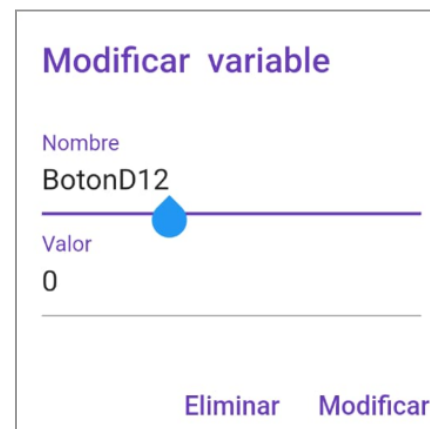 Modificar variable
Nombre
BotonD12
Valor
0
Eliminar Modificar